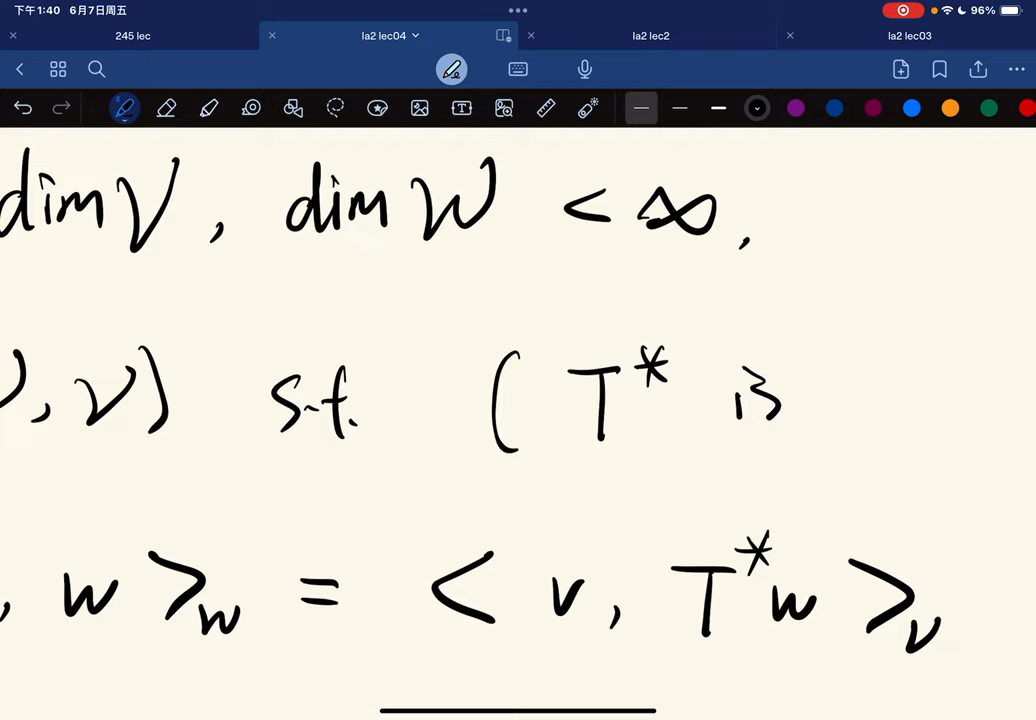 下午1:40 6月7日周五 96%
245 lec la2 lec04 la2 lec2 la2 lec03
dim V, dim W < ∞,
, V) s.t. ( T* is
, w >_W = < v, T*w >_V